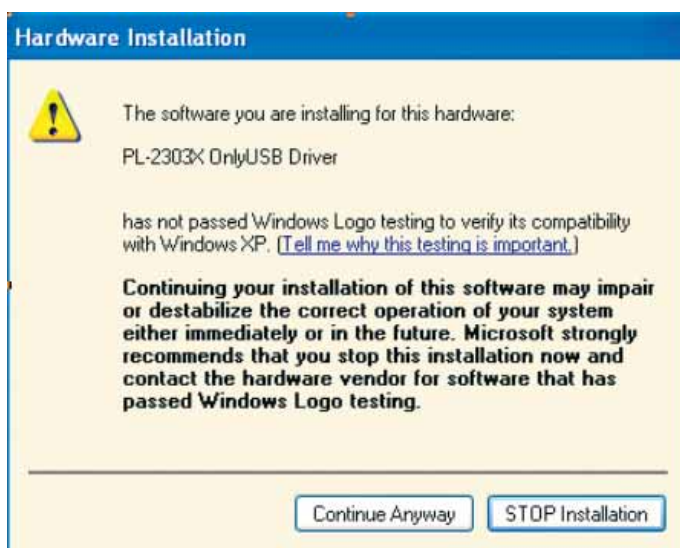 Hardware Installation
The software you are installing for this hardware:
PL-2303X OnlyUSB Driver
has not passed Windows Logo testing to verify its compatibility
with Windows XP. (Tell me why this testing is important.)
Continuing your installation of this software may impair
or destabilize the correct operation of your system
either immediately or in the future. Microsoft strongly
recommends that you stop this installation now and
contact the hardware vendor for software that has
passed Windows Logo testing.
Continue Anyway
STOP Installation